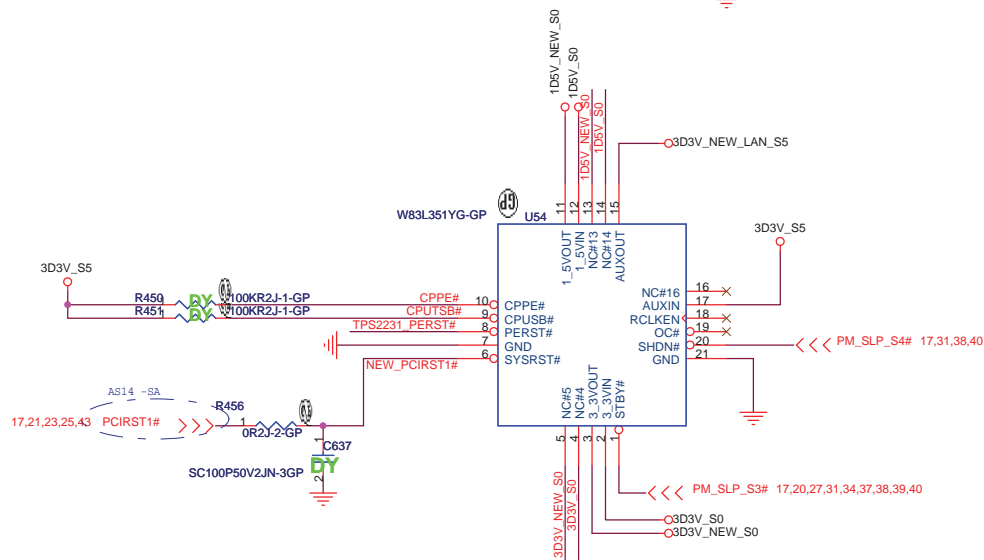 1D5V_NEW_S0
1D5V_S0
1D5V_NEW_S0
1D5V_S0
3D3V_NEW_LAN_S5
W83L351YG-GP
U54
11
12
13
14
15
1_5VOUT
1_5VIN
NC#13
NC#14
AUXOUT
3D3V_S5
3D3V_S5
R450
1
DY
100KR2J-1-GP
R451
1
DY
100KR2J-1-GP
CPPE#
10
CPPE#
CPUTSB#
9
CPUSB#
TPS2231_PERST#
8
PERST#
7
GND
NEW_PCIRST1#
6
SYSRST#
NC#16
16
AUXIN
17
RCLKEN
18
OC#
19
SHDN#
20
GND
21
PM_SLP_S4# 17,31,38,40
AS14 -SA
17,21,23,25,43 PCIRST1#
R456
1
0R2J-2-GP
1
C637
DY
SC100P50V2JN-3GP
2
NC#5
NC#4
3_3VOUT
3_3VIN
STBY#
5
4
3
2
1
3D3V_NEW_S0
3D3V_S0
PM_SLP_S3# 17,20,27,31,34,37,38,39,40
3D3V_S0
3D3V_NEW_S0